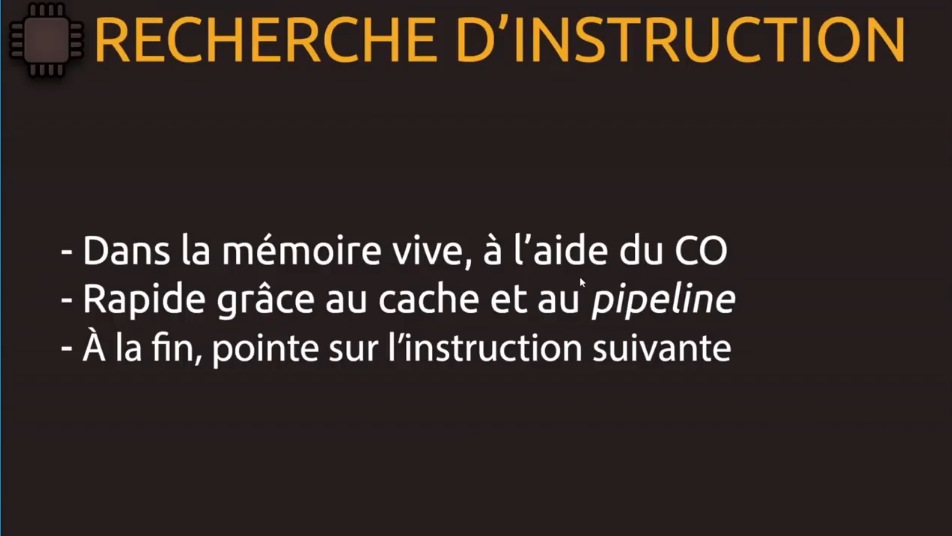 RECHERCHE D’INSTRUCTION
- Dans la mémoire vive, à l’aide du CO
- Rapide grâce au cache et au pipeline
- À la fin, pointe sur l’instruction suivante